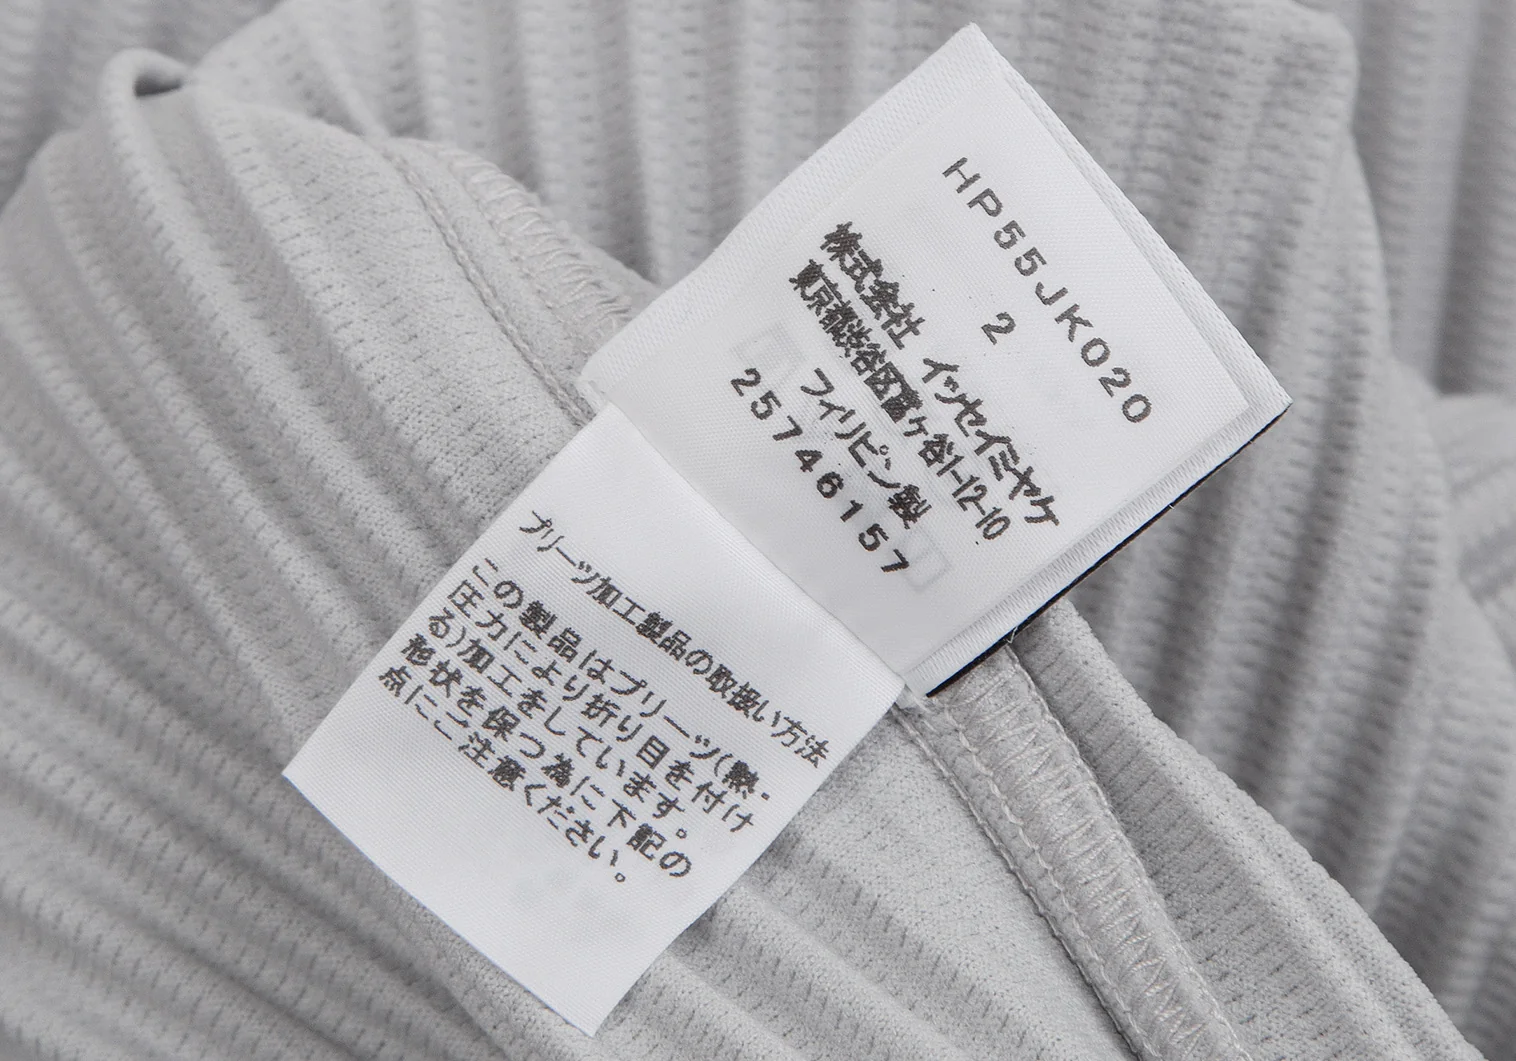 HP55JK020
2
株式会社 イッセイミヤケ
東京都渋谷区富ヶ谷1-12-10
フィリピン製
257746157
プリーツ加工製品の取扱い方法
この製品はプリーツ(熱・
圧力により折り目を付け
る)加工をしています。
形状を保つ為に下記の
点にご注意ください。